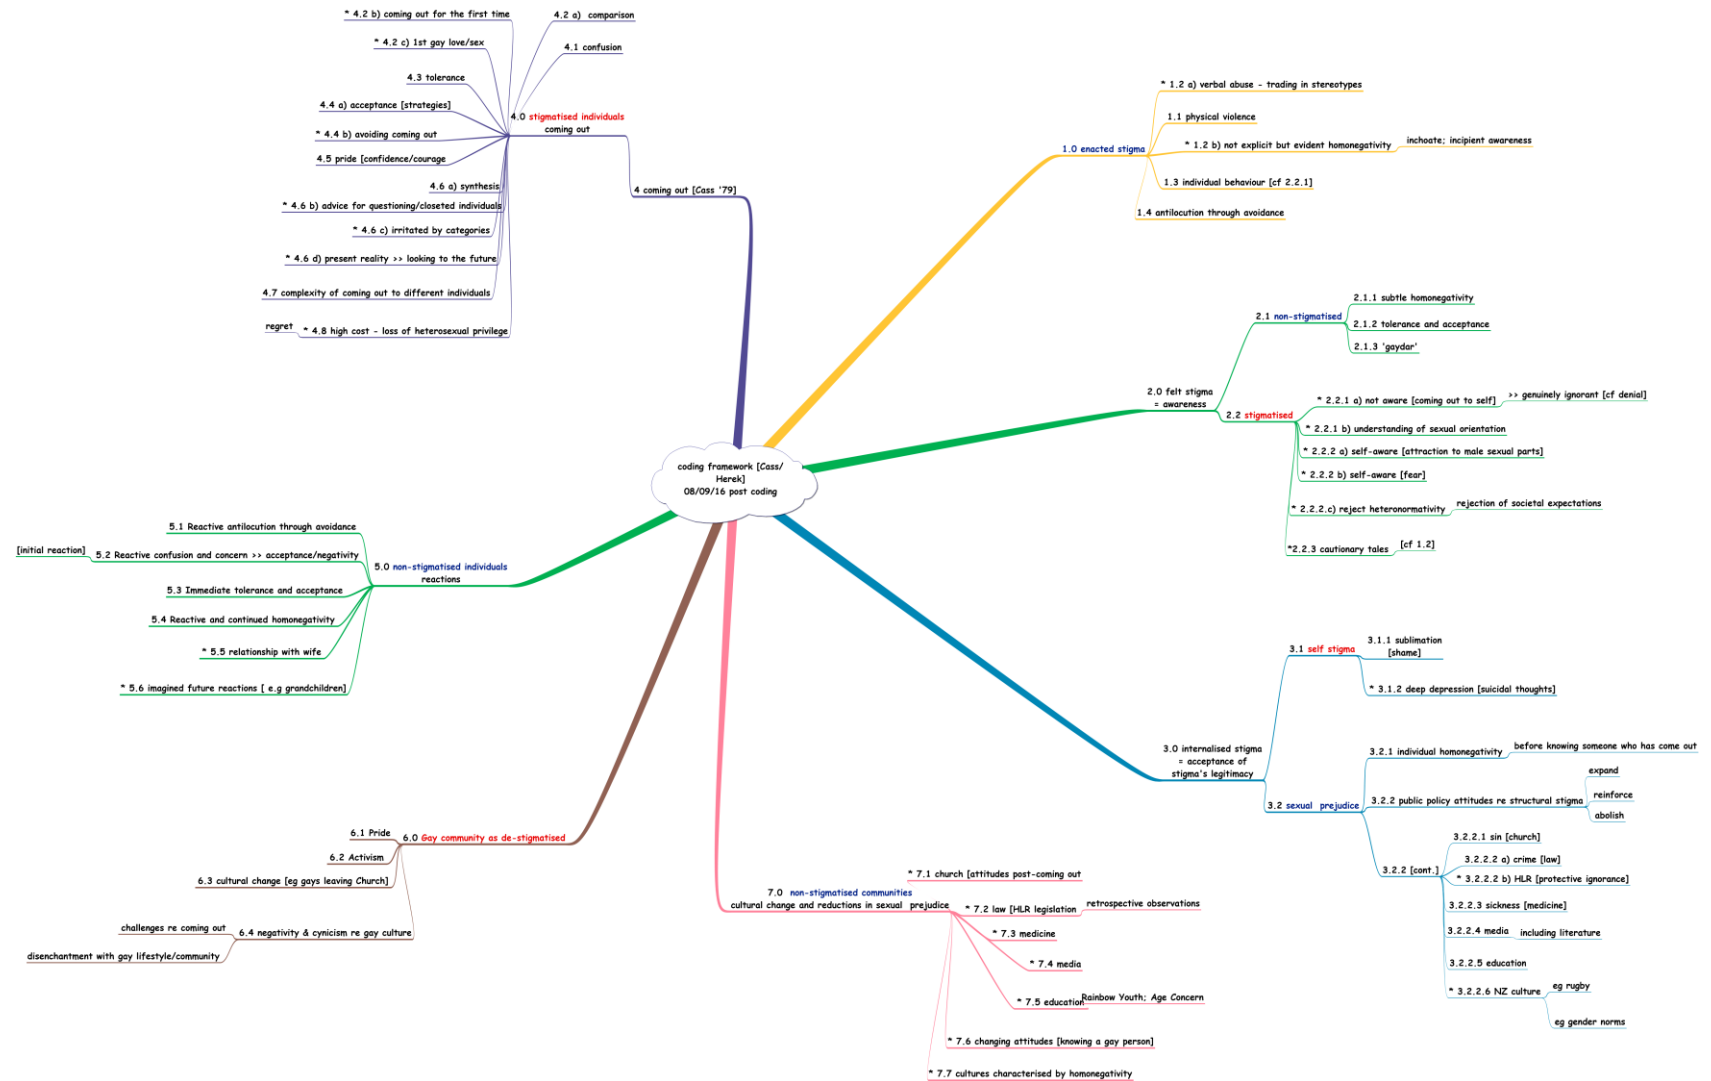 coding framework [Cass/
Herek]
08/09/16 post coding
1.0 enacted stigma
* 1.2 a) verbal abuse - trading in stereotypes
1.1 physical violence
* 1.2 b) not explicit but evident homonegativity
inchoate; incipient awareness
1.3 individual behaviour [cf 2.2.1]
1.4 antilocution through avoidance
2.0 felt stigma
= awareness
2.1 non-stigmatised
2.1.1 subtle homonegativity
2.1.2 tolerance and acceptance
2.1.3 'gaydar'
2.2 stigmatised
* 2.2.1 a) not aware [coming out to self]
>> genuinely ignorant [cf denial]
* 2.2.1 b) understanding of sexual orientation
* 2.2.2 a) self-aware [attraction to male sexual parts]
* 2.2.2 b) self-aware [fear]
* 2.2.2.c) reject heteronormativity
rejection of societal expectations
*2.2.3 cautionary tales
[cf 1.2]
3.0 internalised stigma
= acceptance of
stigma's legitimacy
3.1 self stigma
3.1.1 sublimation
[shame]
* 3.1.2 deep depression [suicidal thoughts]
3.2 sexual prejudice
3.2.1 individual homonegativity
before knowing someone who has come out
3.2.2 public policy attitudes re structural stigma
expand
reinforce
abolish
3.2.2 [cont.]
3.2.2.1 sin [church]
3.2.2.2 a) crime [law]
* 3.2.2.2 b) HLR [protective ignorance]
3.2.2.3 sickness [medicine]
3.2.2.4 media
including literature
3.2.2.5 education
* 3.2.2.6 NZ culture
eg rugby
eg gender norms
4 coming out [Cass '79]
4.0 stigmatised individuals
coming out
4.2 a) comparison
4.1 confusion
* 4.2 b) coming out for the first time
* 4.2 c) 1st gay love/sex
4.3 tolerance
4.4 a) acceptance [strategies]
* 4.4 b) avoiding coming out
4.5 pride [confidence/courage
4.6 a) synthesis
* 4.6 b) advice for questioning/closeted individuals
* 4.6 c) irritated by categories
* 4.6 d) present reality >> looking to the future
4.7 complexity of coming out to different individuals
* 4.8 high cost - loss of heterosexual privilege
regret
5.0 non-stigmatised individuals
reactions
5.1 Reactive antilocution through avoidance
5.2 Reactive confusion and concern >> acceptance/negativity
[initial reaction]
5.3 Immediate tolerance and acceptance
5.4 Reactive and continued homonegativity
* 5.5 relationship with wife
* 5.6 imagined future reactions [ e.g grandchildren]
6.0 Gay community as de-stigmatised
6.1 Pride
6.2 Activism
6.3 cultural change [eg gays leaving Church]
6.4 negativity & cynicism re gay culture
challenges re coming out
disenchantment with gay lifestyle/community
7.0 non-stigmatised communities
cultural change and reductions in sexual prejudice
* 7.1 church [attitudes post-coming out
* 7.2 law [HLR legislation
retrospective observations
* 7.3 medicine
* 7.4 media
* 7.5 education
Rainbow Youth; Age Concern
* 7.6 changing attitudes [knowing a gay person]
* 7.7 cultures characterised by homonegativity